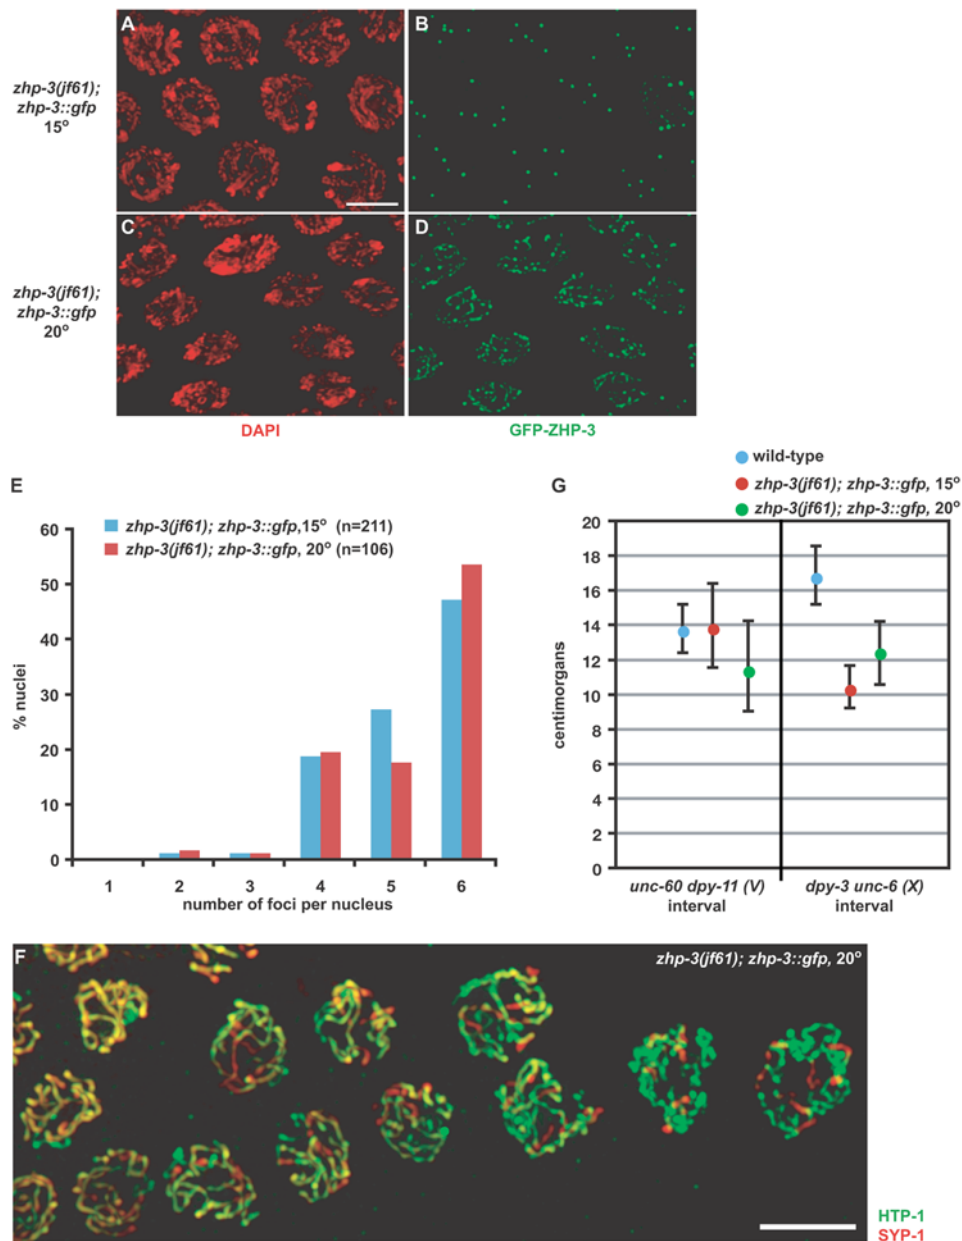 A
B
zhp-3(jf61);
zhp-3::gfp
15°
C
D
zhp-3(jf61);
zhp-3::gfp
20°
DAPI
GFP-ZHP-3
E
zhp-3(jf61); zhp-3::gfp,15° (n=211)
zhp-3(jf61); zhp-3::gfp, 20° (n=106)
% nuclei
60
50
40
30
20
10
0
1 2 3 4 5 6
number of foci per nucleus
G
wild-type
zhp-3(jf61); zhp-3::gfp, 15°
zhp-3(jf61); zhp-3::gfp, 20°
centimorgans
20
18
16
14
12
10
8
6
4
2
0
unc-60 dpy-11 (V)
interval
dpy-3 unc-6 (X)
interval
F
zhp-3(jf61); zhp-3::gfp, 20°
HTP-1
SYP-1